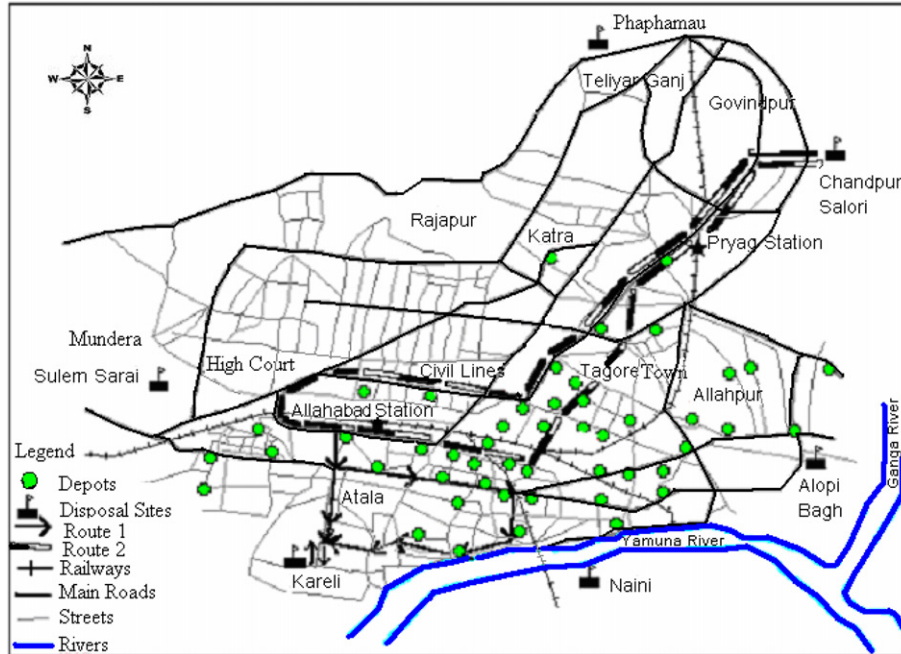 Phaphamau
N
W E
S
Teliyar Ganj
Govindpur
Chandpur
Salori
Rajapur
Katra
Pryag Station
Mundera
High Court
Civil Lines
Tagore Town
Sulem Sarai
Allahpur
Allahabad Station
Ganga River
Legend
Depots
Disposal Sites
Route 1
Route 2
Railways
Main Roads
Streets
Rivers
Atala
Alopi
Bagh
Yamuna River
Kareli
Naini